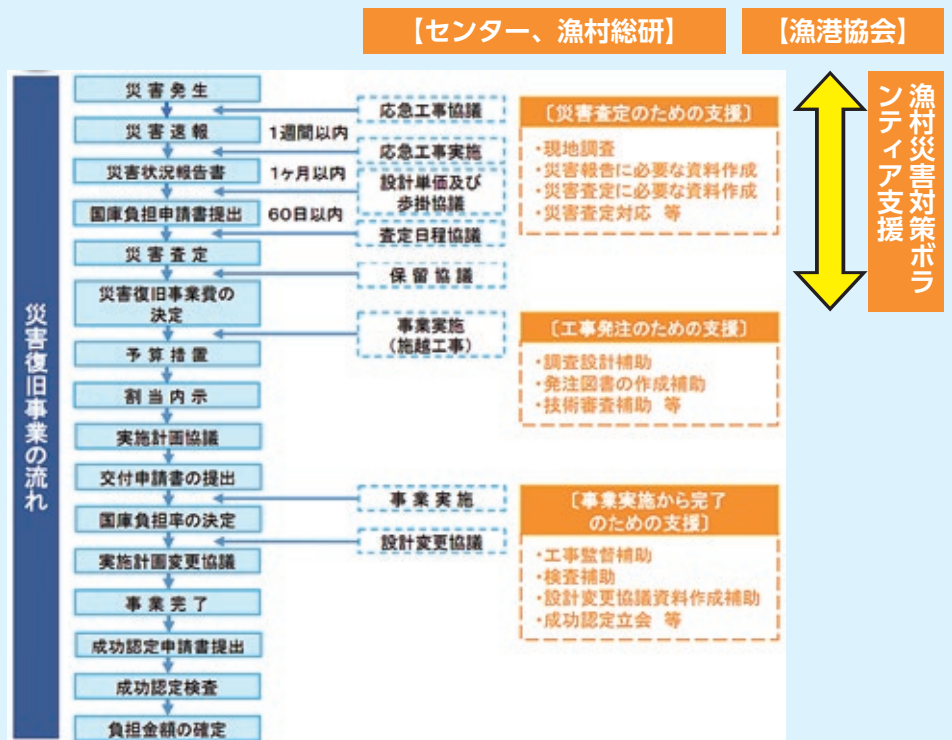 【センター、漁村総研】
【漁港協会】
災害復旧事業の流れ
災害発生
災害速報
1週間以内
災害状況報告書
1ヶ月以内
国庫負担申請書提出
60日以内
災害査定
災害復旧事業費の
決定
予算措置
割当内示
実施計画協議
交付申請書の提出
国庫負担率の決定
実施計画変更協議
事業完了
成功認定申請書提出
成功認定検査
負担金額の確定
応急工事協議
応急工事実施
設計単価及び
歩掛協議
査定日程協議
保留協議
事業実施
（施越工事）
事業実施
設計変更協議
〔災害査定のための支援〕
・現地調査
・災害報告に必要な資料作成
・災害査定に必要な資料作成
・災害査定対応 等
〔工事発注のための支援〕
・調査設計補助
・発注図書の作成補助
・技術審査補助 等
〔事業実施から完了
のための支援〕
・工事監督補助
・検査補助
・設計変更協議資料作成補助
・成功認定立会 等
漁村災害対策ボラ
ンティア支援